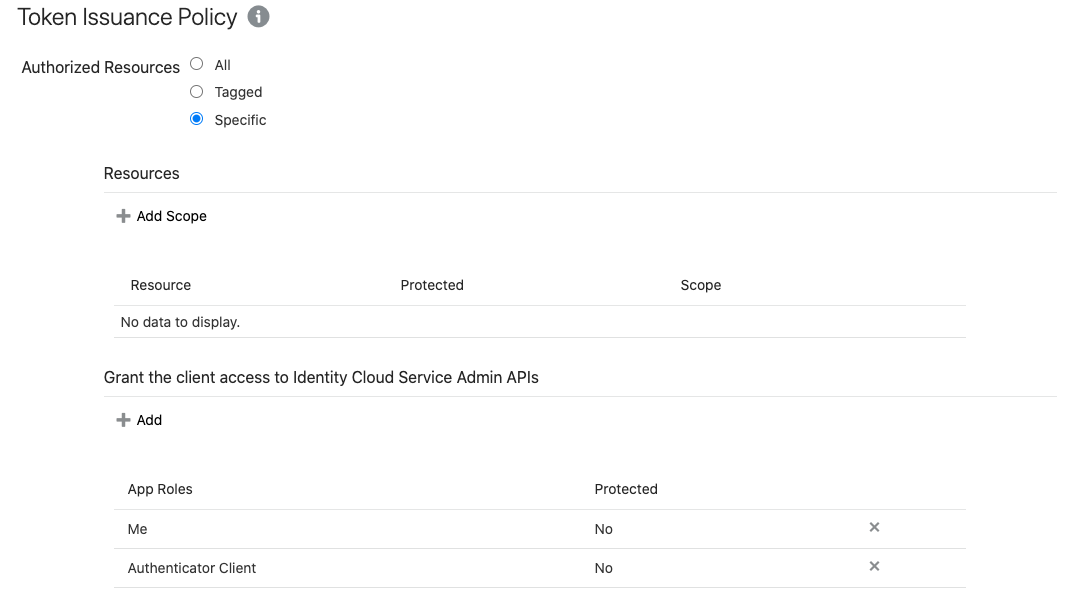 Token Issuance Policy
Authorized Resources
All
Tagged
Specific
Resources
Add Scope
Resource Protected Scope
No data to display.
Grant the client access to Identity Cloud Service Admin APIs
Add
App Roles Protected
Me No
Authenticator Client No